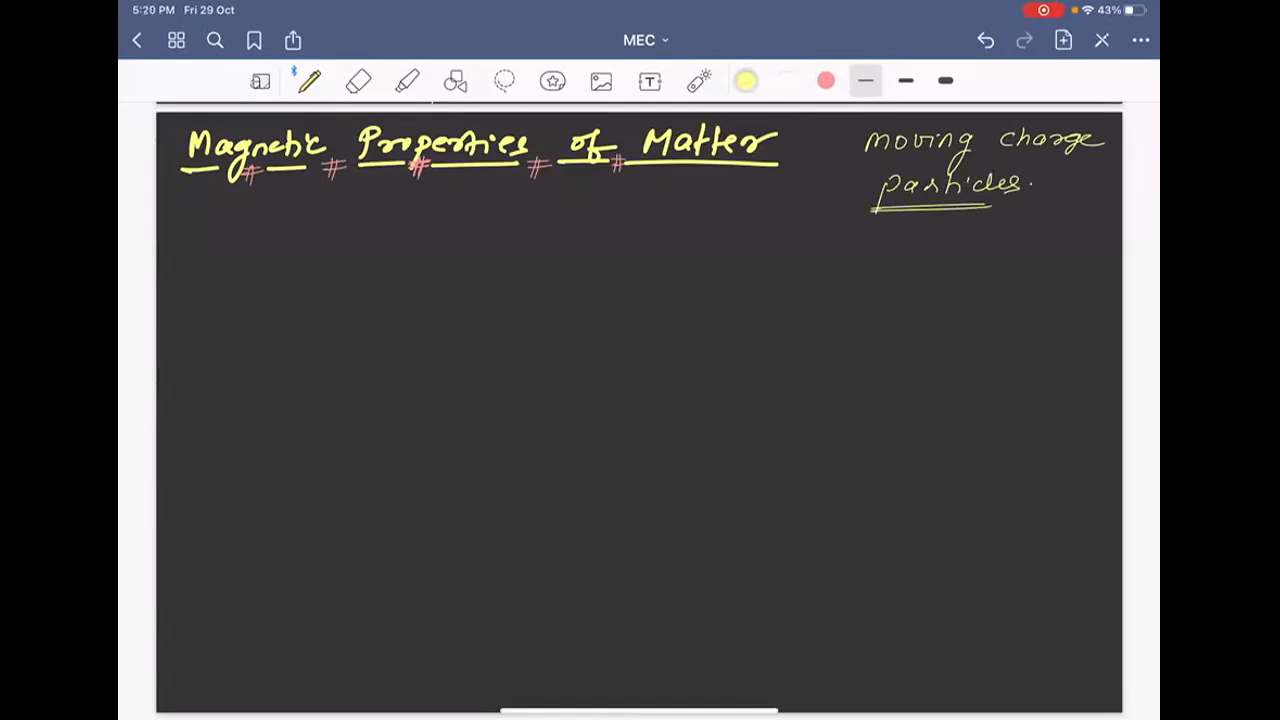 5:20 PM Fri 29 Oct
43%
MEC
T
Magnetic Properties of Matter
# # # # #
moving charge
particles.